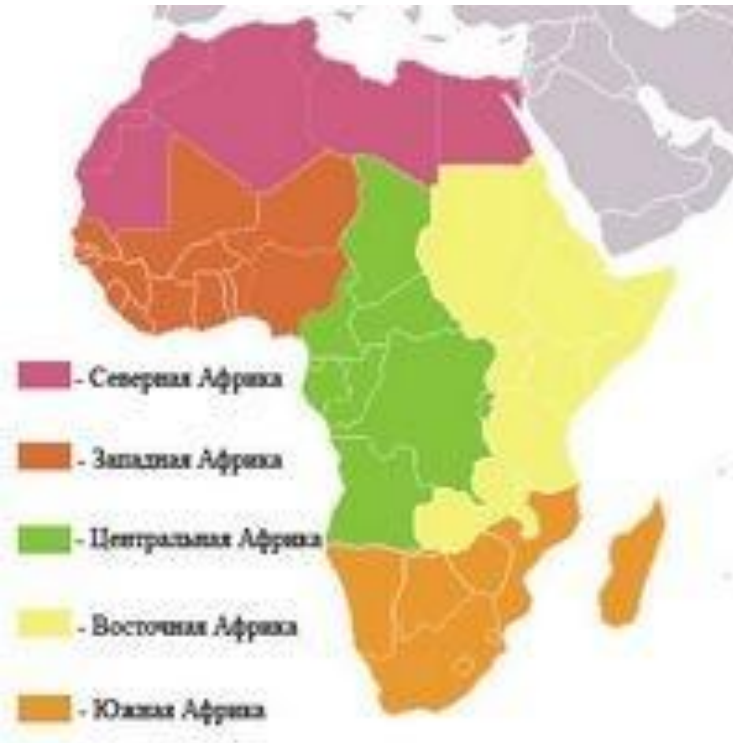 - Северная Африка
- Западная Африка
- Центральная Африка
- Восточная Африка
- Южная Африка